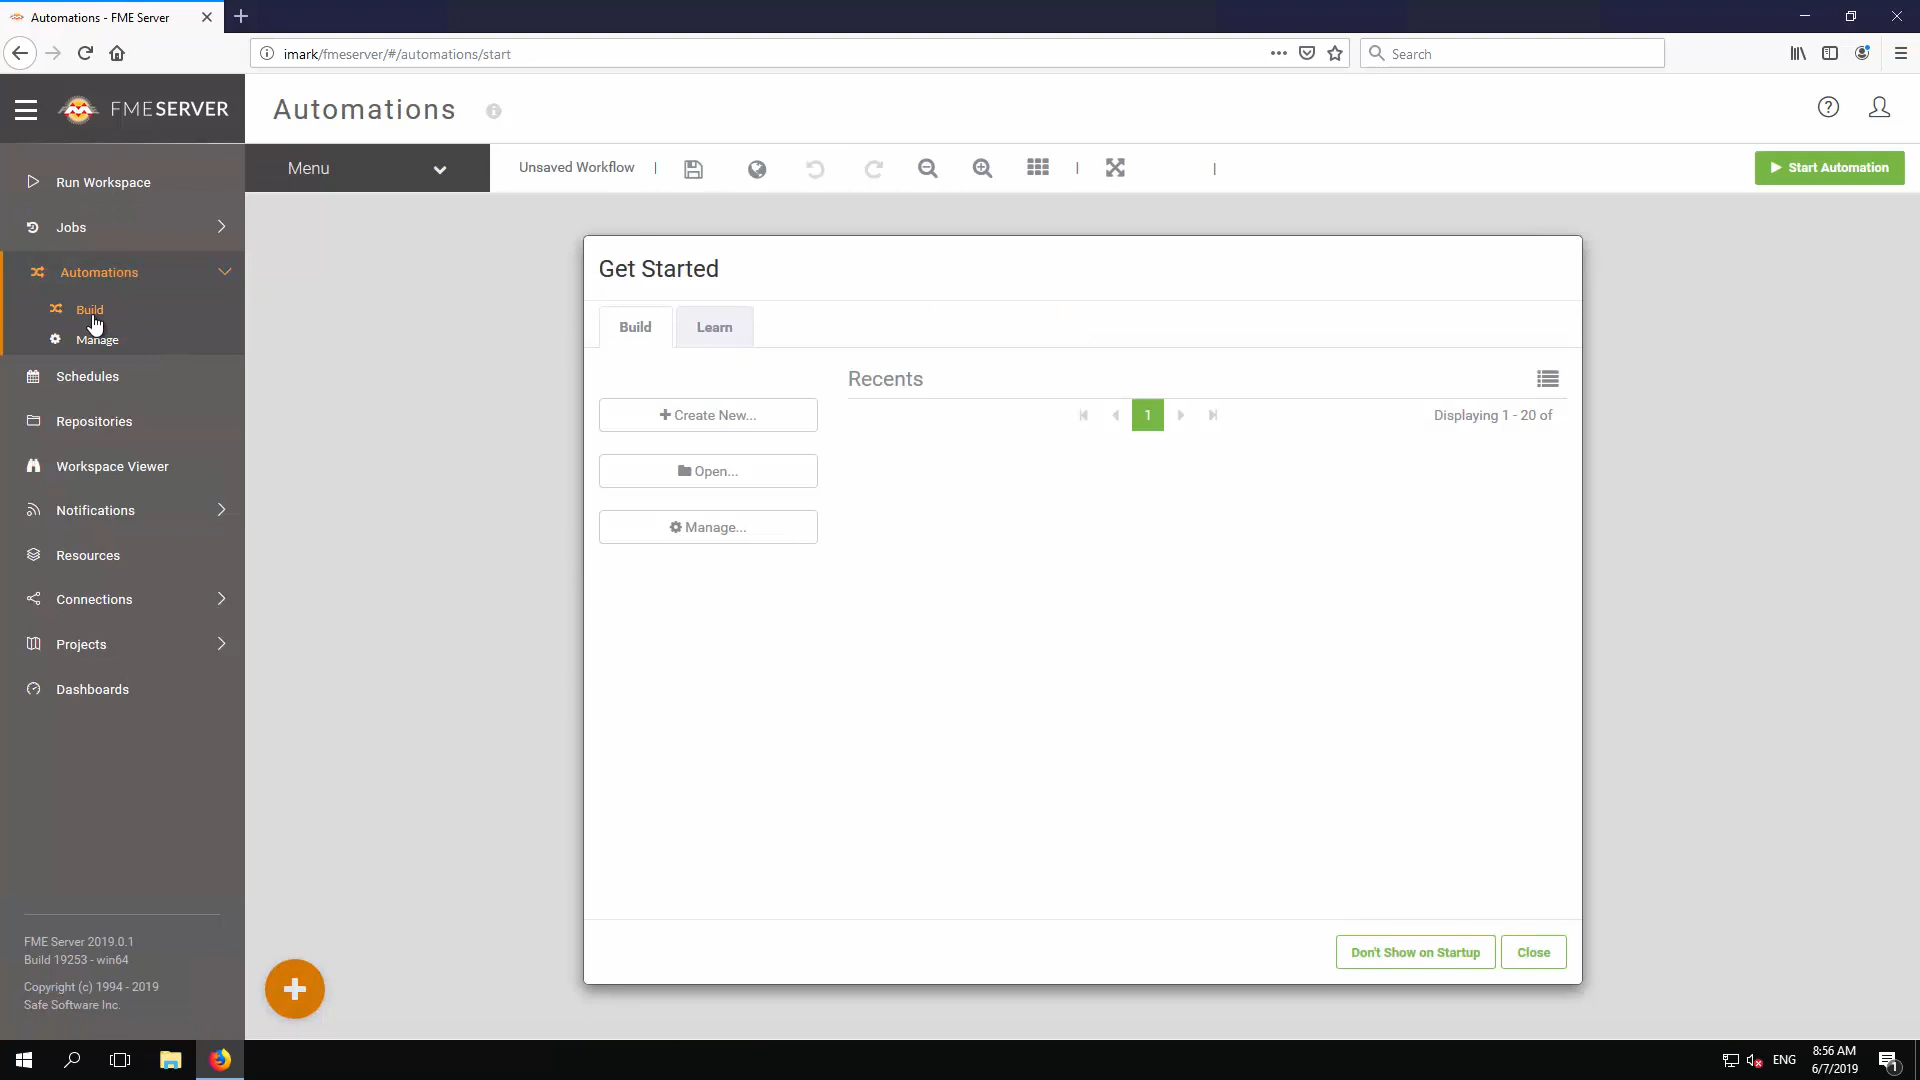 Automations - FME Server
imark/fmeserver/#/automations/start
Search
FMESERVER
Automations
Menu
Unsaved Workflow
Start Automation
Run Workspace
Jobs
Automations
Build
Manage
Schedules
Repositories
Workspace Viewer
Notifications
Resources
Connections
Projects
Dashboards
FME Server 2019.0.1
Build 19253 - win64
Copyright (c) 1994 - 2019
Safe Software Inc.
Get Started
Build
Learn
Create New...
Open...
Manage...
Recents
1
Displaying 1 - 20 of
Don't Show on Startup
Close
ENG
8:56 AM
6/7/2019
1